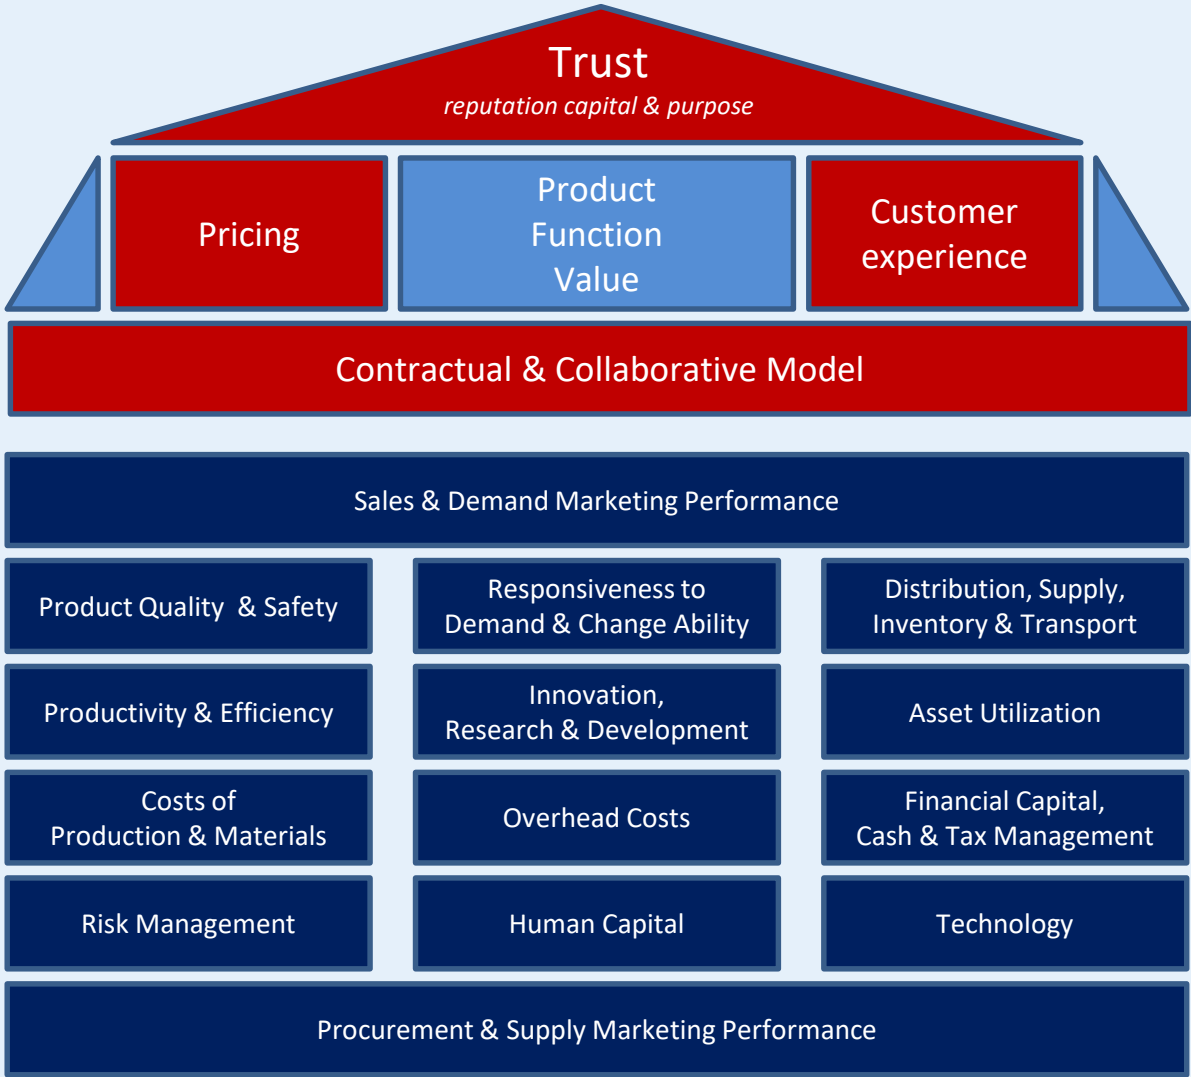 Trust
reputation capital & purpose
Pricing
Product
Function
Value
Customer
experience
Contractual & Collaborative Model
Sales & Demand Marketing Performance
Product Quality  & Safety
Responsiveness to
Demand & Change Ability
Distribution, Supply,
Inventory & Transport
Productivity & Efficiency
Innovation,
Research & Development
Asset Utilization
Costs of
Production & Materials
Overhead Costs
Financial Capital,
Cash & Tax Management
Risk Management
Human Capital
Technology
Procurement & Supply Marketing Performance